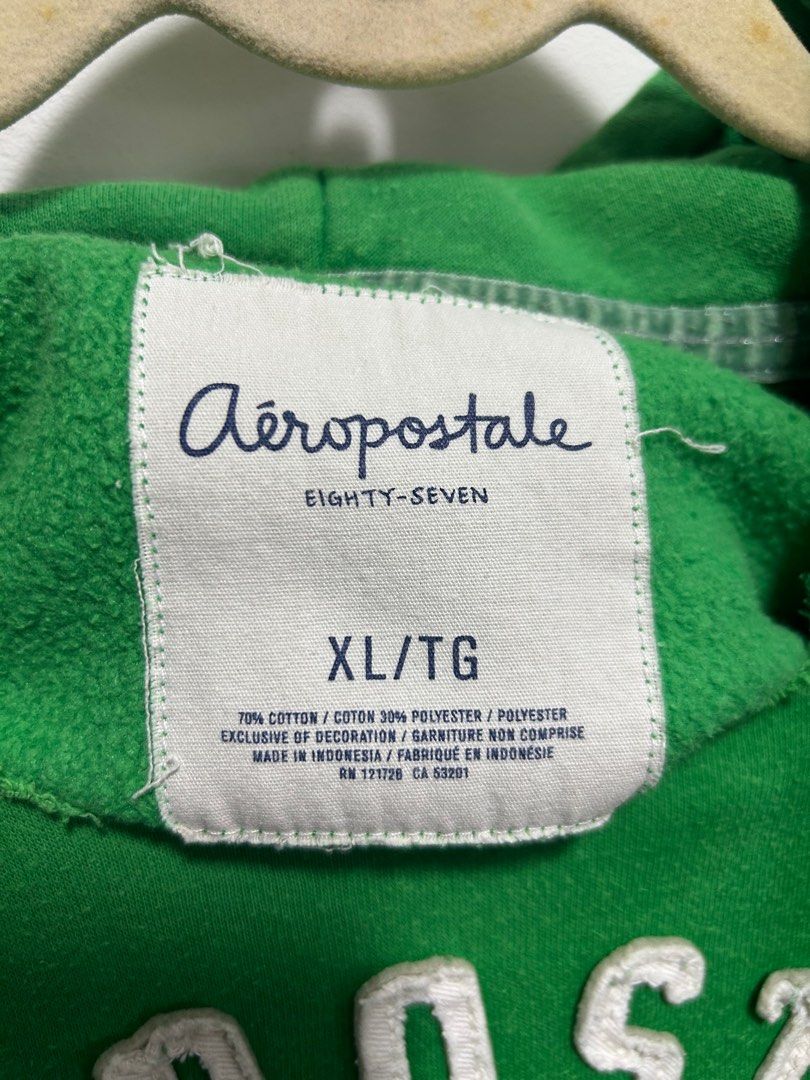 aéropostale
EIGHTY-SEVEN
XL/TG
70% COTTON / COTON 30% POLYESTER / POLYESTER
EXCLUSIVE OF DECORATION / GARNITURE NON COMPRISE
MADE IN INDONESIA / FABRIQUÉ EN INDONÉSIE
RN 121726 CA 53201